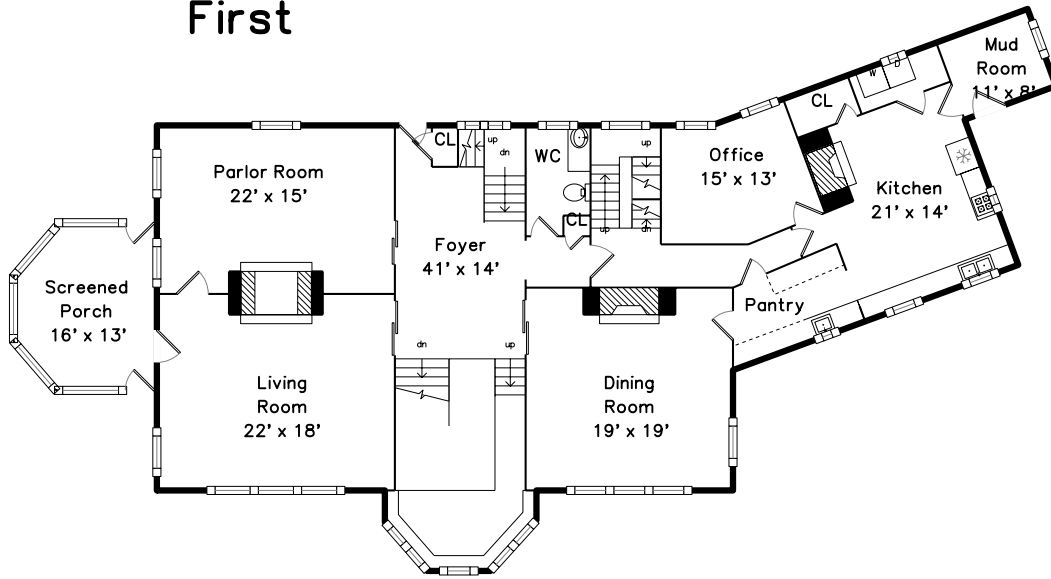 First
Mud
Room
11' x 8'
W
D
CL
CL
up
dn
WC
up
Office
15' x 13'
Parlor Room
22' x 15'
Kitchen
21' x 14'
CL
up
dn
Foyer
41' x 14'
Screened
Porch
16' x 13'
Pantry
dn
up
Living
Room
22' x 18'
Dining
Room
19' x 19'